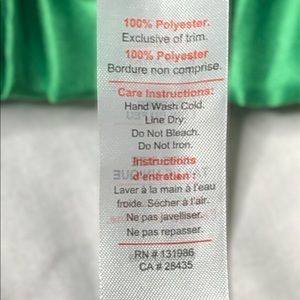 100% Polyester.
Exclusive of trim.
100% Polyester
Bordure non comprise.
Care Instructions:
Hand Wash Cold.
Line Dry.
Do Not Bleach.
Do Not Iron.
Instructions
d'entretien :
Laver à la main à l'eau
froide. Sécher à l'air.
Ne pas javelliser.
Ne pas repasser.
RN # 131986
CA # 28435